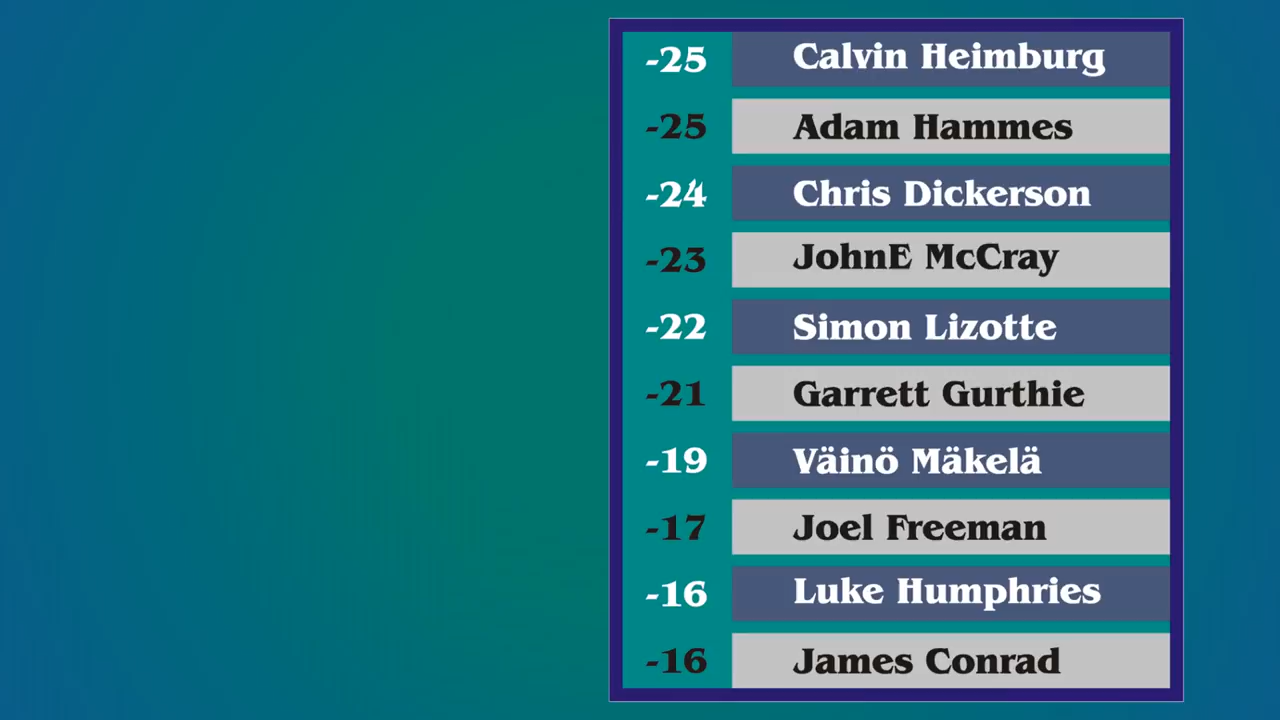 -25 Calvin Heimburg
-25 Adam Hammes
-24 Chris Dickerson
-23 JohnE McCray
-22 Simon Lizotte
-21 Garrett Gurthie
-19 Väinö Mäkelä
-17 Joel Freeman
-16 Luke Humphries
-16 James Conrad